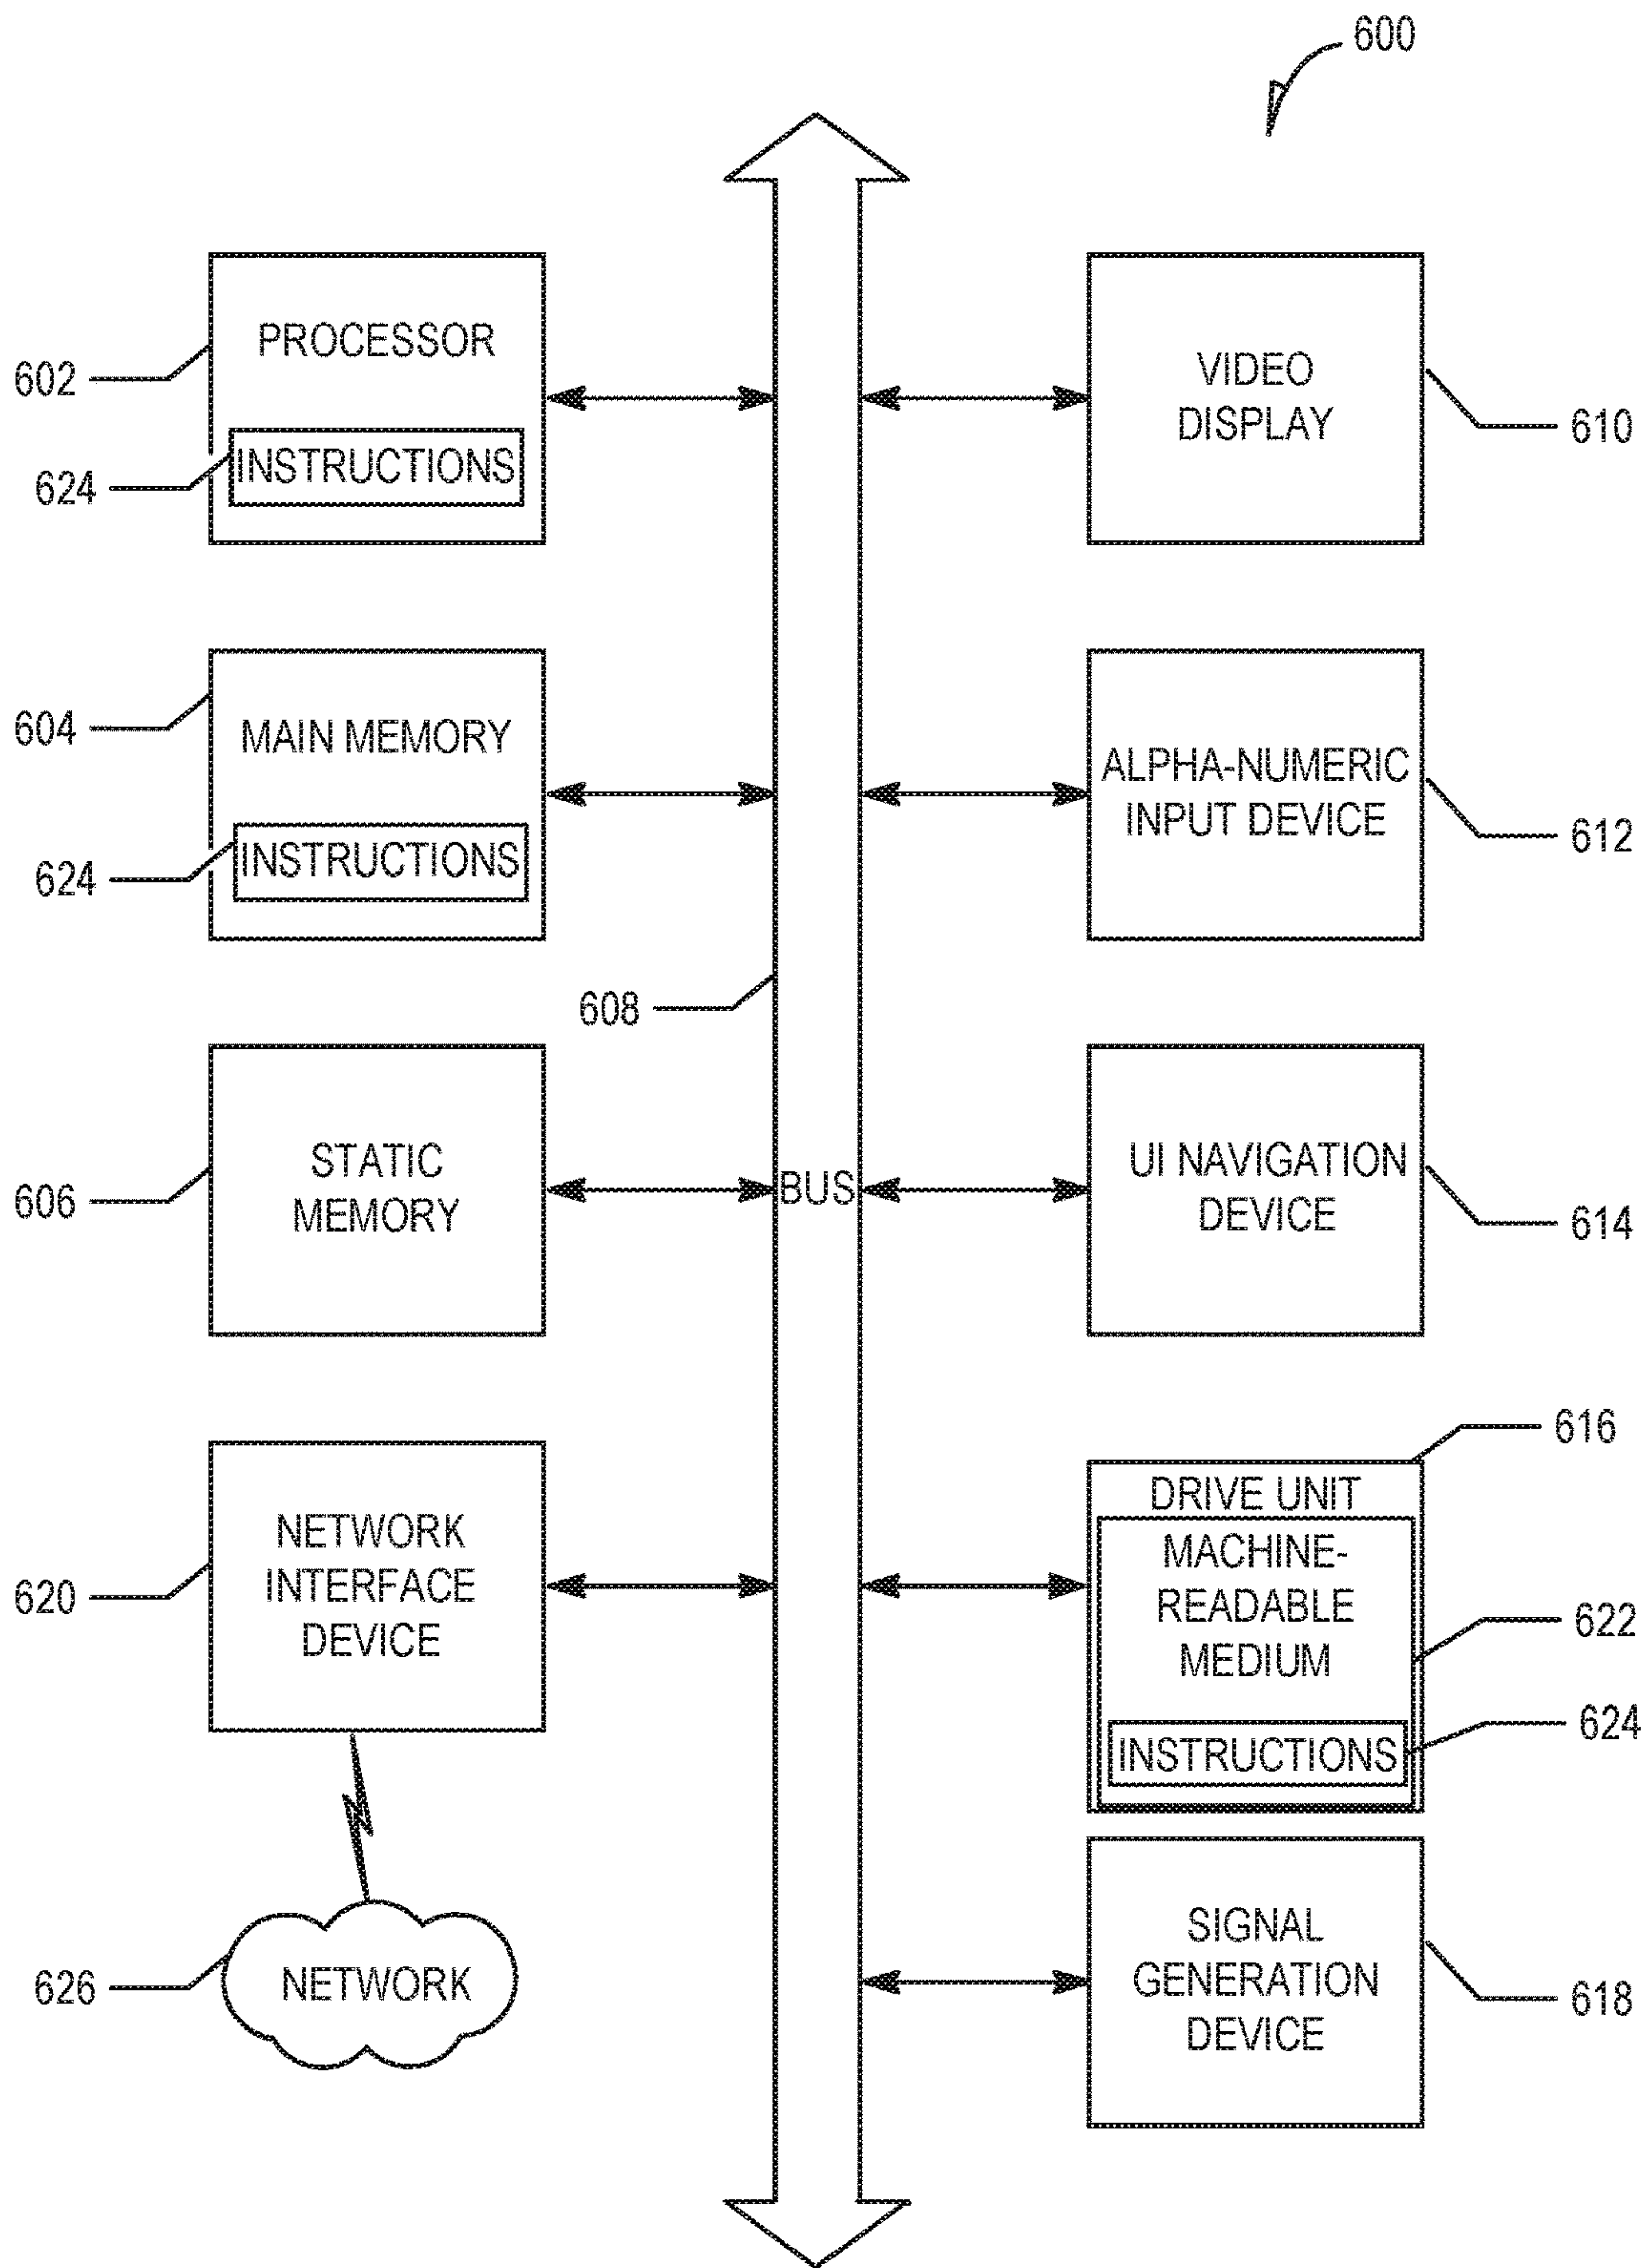 600
PROCESSOR
602
INSTRUCTIONS
624
VIDEO
DISPLAY
610
MAIN MEMORY
604
INSTRUCTIONS
624
ALPHA-NUMERIC
INPUT DEVICE
612
608
STATIC
MEMORY
606
BUS
UI NAVIGATION
DEVICE
614
NETWORK
INTERFACE
DEVICE
620
616
DRIVE UNIT
MACHINE-
READABLE
MEDIUM
622
INSTRUCTIONS
624
NETWORK
626
SIGNAL
GENERATION
DEVICE
618